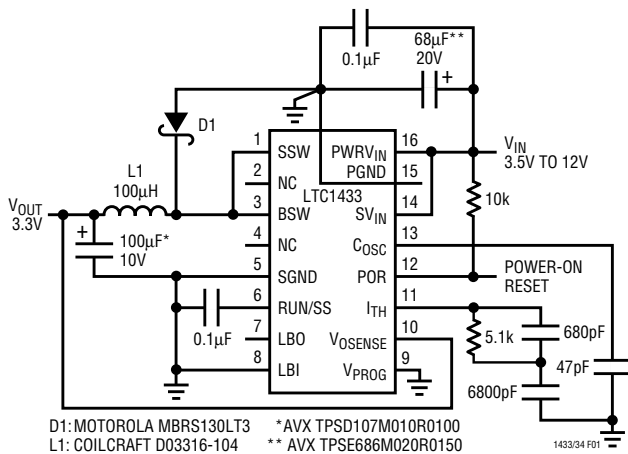 0.1µF
68µF**
20V
+
D1
1
SSW
PWRVIN
16
VIN
3.5V TO 12V
2
NC
PGND
15
L1
100µH
LTC1433
VOUT
3.3V
3
BSW
SVIN
14
10k
+
100µF*
10V
4
NC
COSC
13
5
SGND
POR
12
POWER-ON
RESET
6
RUN/SS
ITH
11
0.1µF
7
LBO
VOSENSE
10
5.1k
680pF
47pF
8
LBI
VPROG
9
6800pF
D1: MOTOROLA MBRS130LT3 *AVX TPSD107M010R0100
L1: COILCRAFT D03316-104 ** AVX TPSE686M020R0150
1433/34 F01